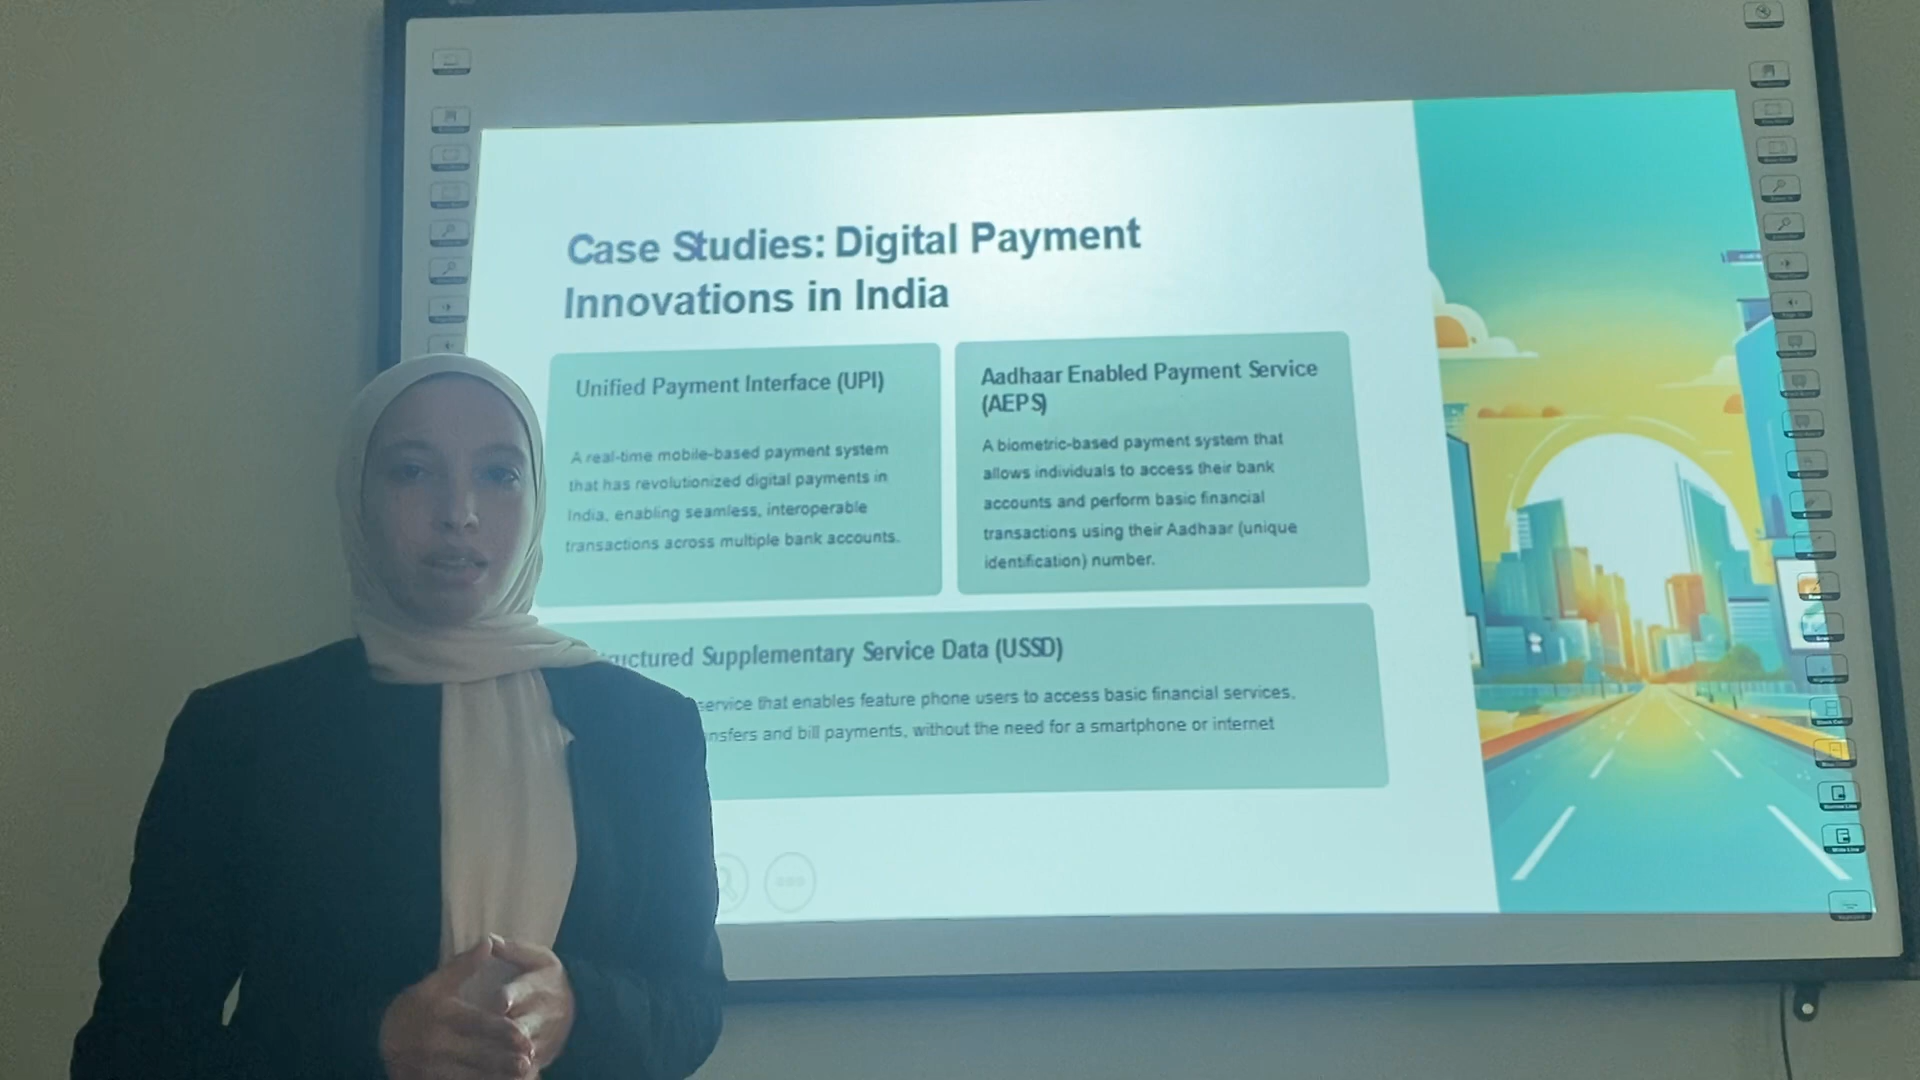 Case Studies: Digital Payment
Innovations in India
Unified Payment Interface (UPI)
A real-time mobile-based payment system
that has revolutionized digital payments in
India, enabling seamless, interoperable
transactions across multiple bank accounts.
Aadhaar Enabled Payment Service
(AEPS)
A biometric-based payment system that
allows individuals to access their bank
accounts and perform basic financial
transactions using their Aadhaar (unique
identification) number.
Supplementary Service Data (USSD)
service that enables feature phone users to access basic financial services,
and bill payments, without the need for a smartphone or internet